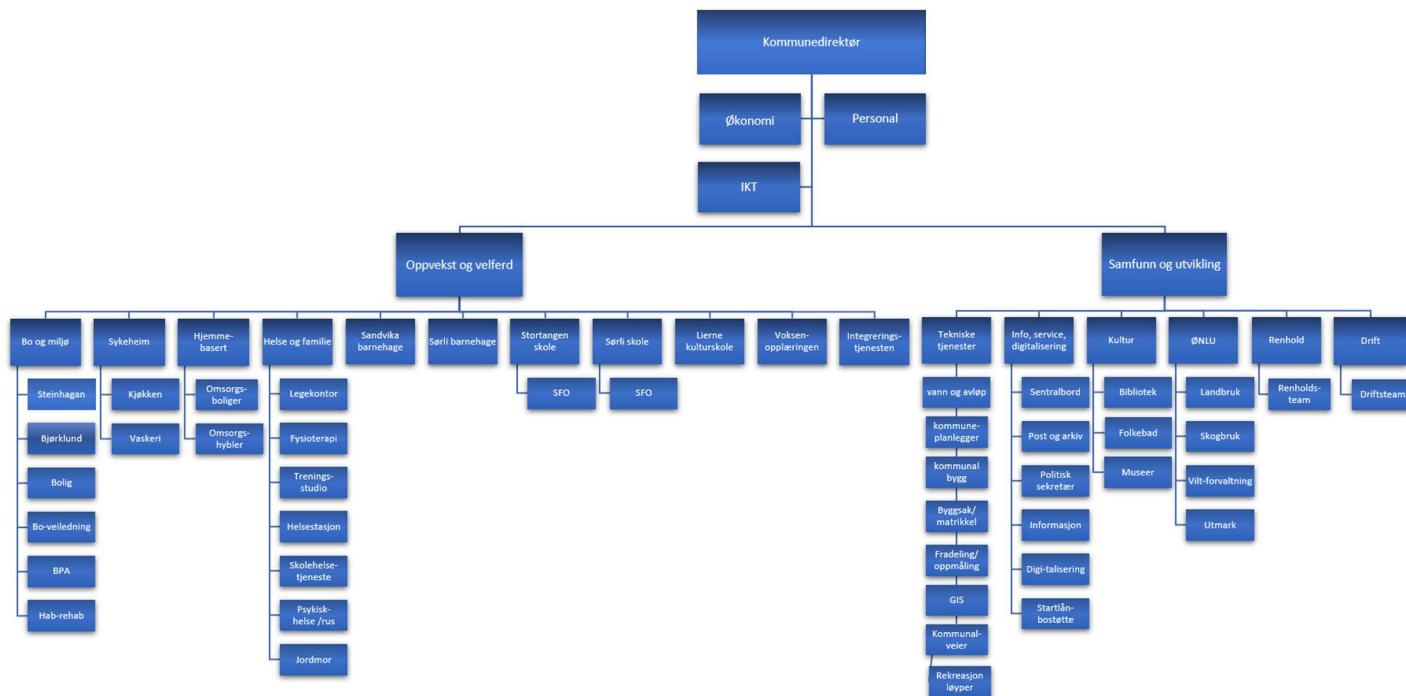 Kommunedirektør
Økonomi
Personal
IKT
Oppvekst og velferd
Samfunn og utvikling
Bo og miljø
Sykeheim
Hjemme-
basert
Helse og familie
Sandvika
barnehage
Sørli barnehage
Stortangen
skole
Sørli skole
Lierne
kulturskole
Voksen-
opplæringen
Integrerings-
tjenesten
Tekniske
tjenester
Info, service,
digitalisering
Kultur
ØNLU
Renhold
Drift
Steinhagan
Bjørklund
Bolig
Bo-veiledning
BPA
Hab-rehab
Kjøkken
Vaskeri
Omsorgs-
boliger
Omsorgs-
hybler
Legekontor
Fysioterapi
Trenings-
studio
Helsestasjon
Skolehelse-
tjeneste
Psykisk-
helse /rus
Jordmor
SFO
SFO
vann og avløp
kommune-
planlegger
kommunal
bygg
Byggsak/
matrikkel
Fradeling/
oppmåling
GIS
Kommunal-
veier
Rekreasjon
løyper
Sentralbord
Post og arkiv
Politisk
sekretær
Informasjon
Digi-talisering
Startlån-
bostøtte
Bibliotek
Folkebad
Museer
Landbruk
Skogbruk
Vilt-forvaltning
Utmark
Renholds-
team
Driftsteam